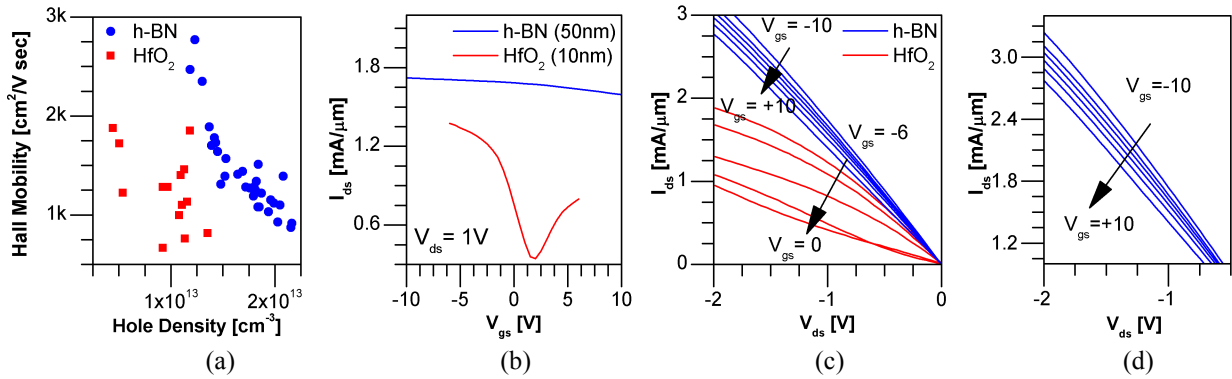 h-BN
HfO2
Hall Mobility [cm2/V sec]
3k
2k
1k
1x10^13
2x10^13
Hole Density [cm-3]
(a)
h-BN (50nm)
HfO2 (10nm)
Ids [mA/μm]
1.8
1.2
0.6
Vds= 1V
-10
-5
0
5
10
Vgs [V]
(b)
Vgs=-10
h-BN
HfO2
Vgs=+10
Vgs= -6
Vgs= 0
Ids [mA/μm]
3
2
1
0
-2
-1
0
Vds [V]
(c)
Vgs=-10
Vgs=+10
Ids [mA/μm]
3.0
2.4
1.8
1.2
-2
-1
Vds [V]
(d)